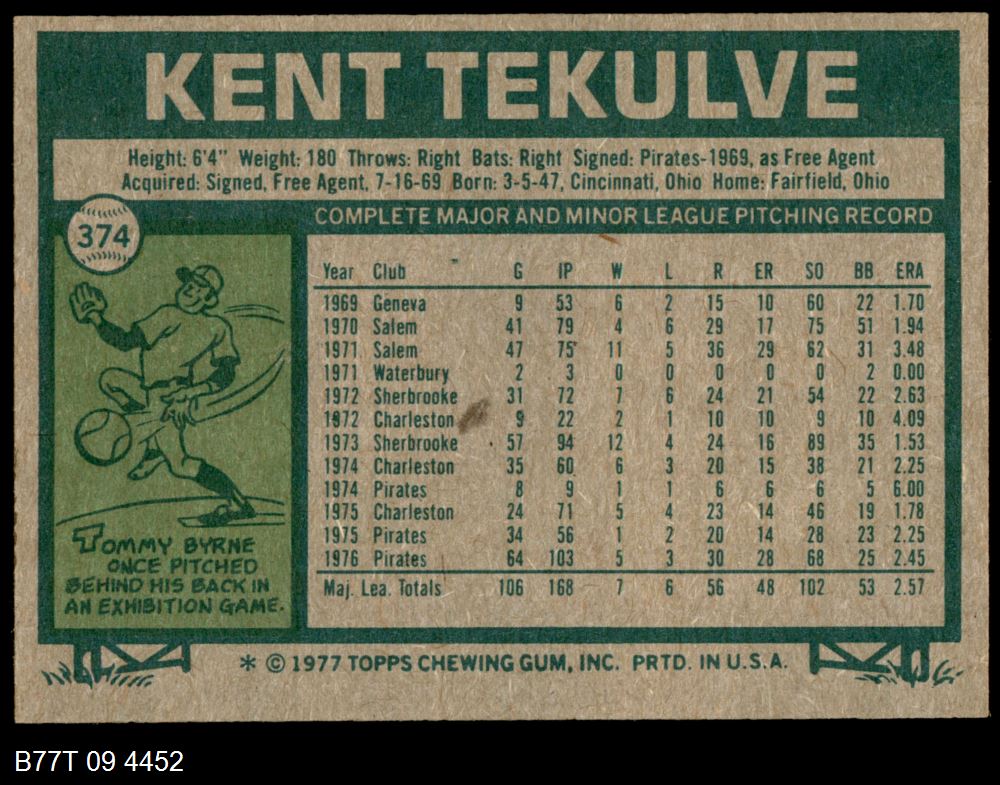 KENT TEKULVE
Height: 6'4" Weight: 180 Throws: Right Bats: Right Signed: Pirates-1969, as Free Agent
Acquired: Signed, Free Agent, 7-16-69 Born: 3-5-47, Cincinnati, Ohio Home: Fairfield, Ohio
374
COMPLETE MAJOR AND MINOR LEAGUE PITCHING RECORD
Year Club G IP W L R ER SO BB ERA
1969 Geneva 9 53 6 2 15 10 60 22 1.70
1970 Salem 41 79 4 6 29 17 75 51 1.94
1971 Salem 47 75 11 5 36 29 62 31 3.48
1971 Waterbury 2 3 0 0 0 0 0 2 0.00
1972 Sherbrooke 31 72 7 6 24 21 54 22 2.63
1972 Charleston 9 22 2 1 10 10 9 10 4.09
1973 Sherbrooke 57 94 12 4 24 16 89 35 1.53
1974 Charleston 35 60 6 3 20 15 38 21 2.25
1974 Pirates 8 9 1 1 6 6 6 5 6.00
1975 Charleston 24 71 5 4 23 14 46 19 1.78
1975 Pirates 34 56 1 2 20 14 28 23 2.25
1976 Pirates 64 103 5 3 30 28 68 25 2.45
Maj. Lea. Totals 106 168 7 6 56 48 102 53 2.57
TOMMY BYRNE
ONCE PITCHED
BEHIND HIS BACK IN
AN EXHIBITION GAME.
* © 1977 TOPPS CHEWING GUM, INC. PRTD. IN U.S.A.
B77T 09 4452